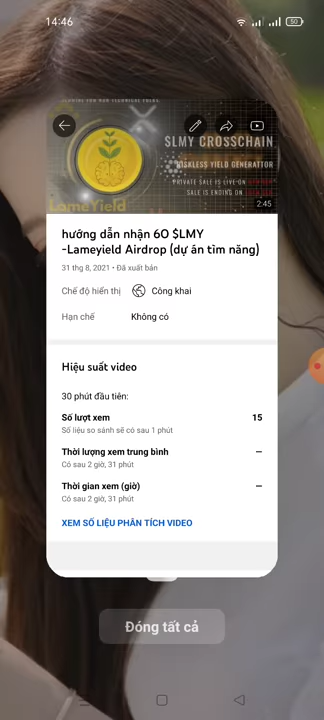 14:46
50
$LMY CROSSCHAIN
RISKLESS YIELD GENERATTOR
PRIVATE SALE IS LIVE ON
SALE IS ENDING ON
LameYield
2:45
hướng dẫn nhận 60 $LMY
-Lameyield Airdrop (dự án tìm năng)
31 thg 8, 2021 • Đã xuất bản
Chế độ hiển thị Công khai
Hạn chế Không có
Hiệu suất video
30 phút đầu tiên:
Số lượt xem 15
Số liệu so sánh sẽ có sau 1 phút
Thời lượng xem trung bình –
Có sau 2 giờ, 31 phút
Thời gian xem (giờ) –
Có sau 2 giờ, 31 phút
XEM SỐ LIỆU PHÂN TÍCH VIDEO
Đóng tất cả